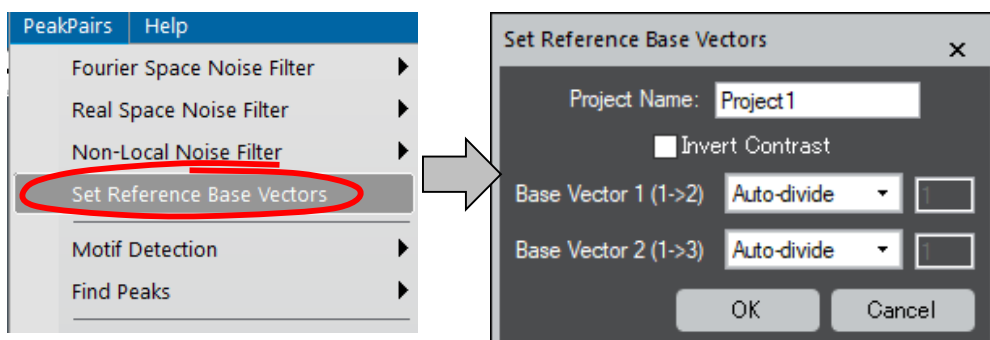 PeakPairs Help
Fourier Space Noise Filter
Real Space Noise Filter
Non-Local Noise Filter
Set Reference Base Vectors
Motif Detection
Find Peaks
Set Reference Base Vectors
Project Name: Project1
Invert Contrast
Base Vector 1 (1->2) Auto-divide 1
Base Vector 2 (1->3) Auto-divide 1
OK Cancel